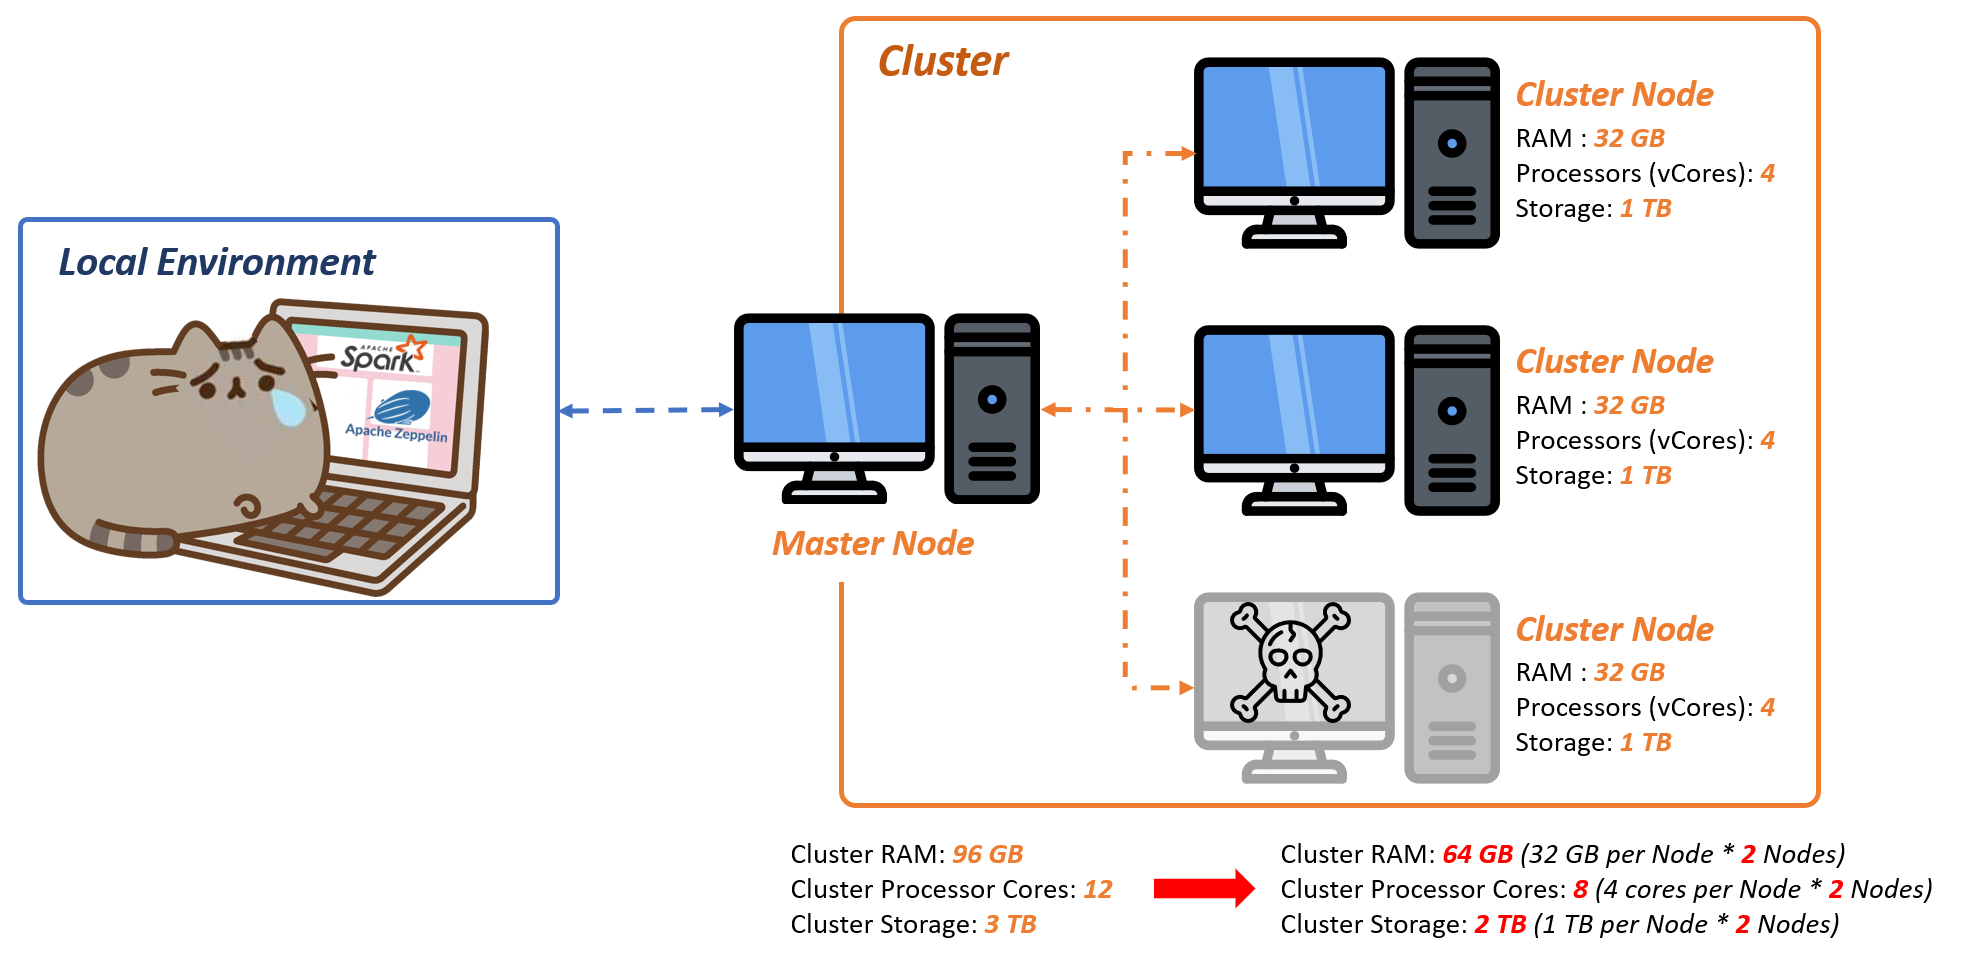 Cluster
Cluster Node
RAM : 32 GB
Processors (vCores): 4
Storage: 1 TB
Local Environment
APACHE
Spark™
Apache Zeppelin
Master Node
Cluster Node
RAM : 32 GB
Processors (vCores): 4
Storage: 1 TB
Cluster Node
RAM : 32 GB
Processors (vCores): 4
Storage: 1 TB
Cluster RAM: 96 GB
Cluster Processor Cores: 12
Cluster Storage: 3 TB
Cluster RAM: 64 GB (32 GB per Node * 2 Nodes)
Cluster Processor Cores: 8 (4 cores per Node * 2 Nodes)
Cluster Storage: 2 TB (1 TB per Node * 2 Nodes)